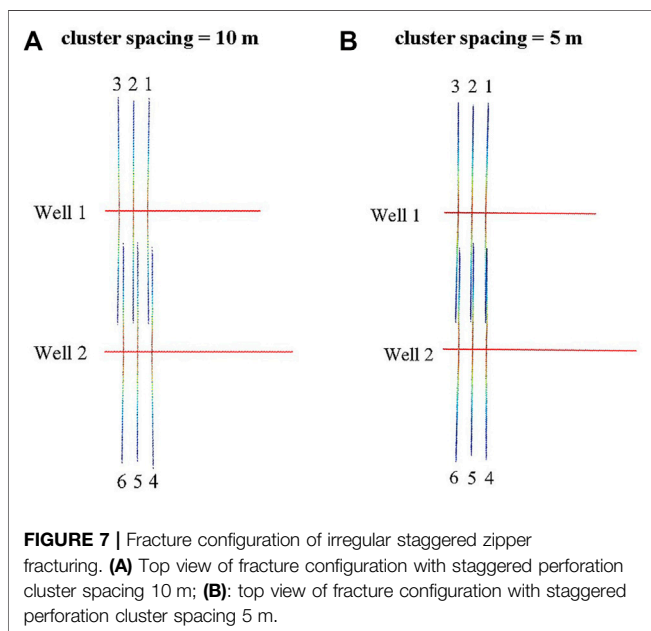 A cluster spacing = 10 m
3 2 1
Well 1
Well 2
6 5 4
B cluster spacing = 5 m
3 2 1
Well 1
Well 2
6 5 4
FIGURE 7 | Fracture configuration of irregular staggered zipper
fracturing. (A) Top view of fracture configuration with staggered perforation
cluster spacing 10 m; (B): top view of fracture configuration with staggered
perforation cluster spacing 5 m.